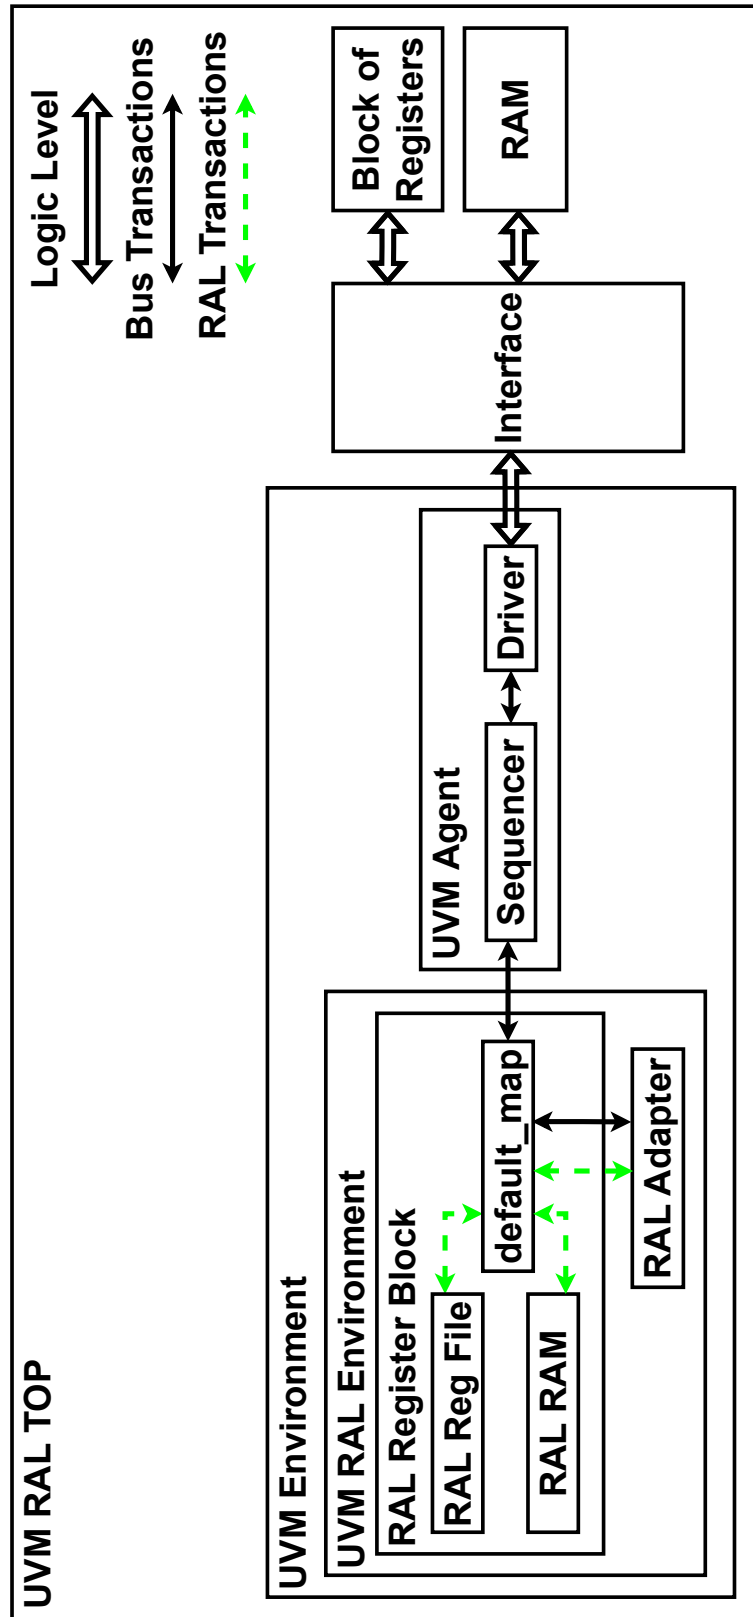 UVM RAL TOP
Logic Level
Bus Transactions
RAL Transactions
UVM Environment
UVM RAL Environment
RAL Register Block
RAL Reg File
RAL RAM
default_map
RAL Adapter
UVM Agent
Sequencer
Driver
Interface
Block of
Registers
RAM